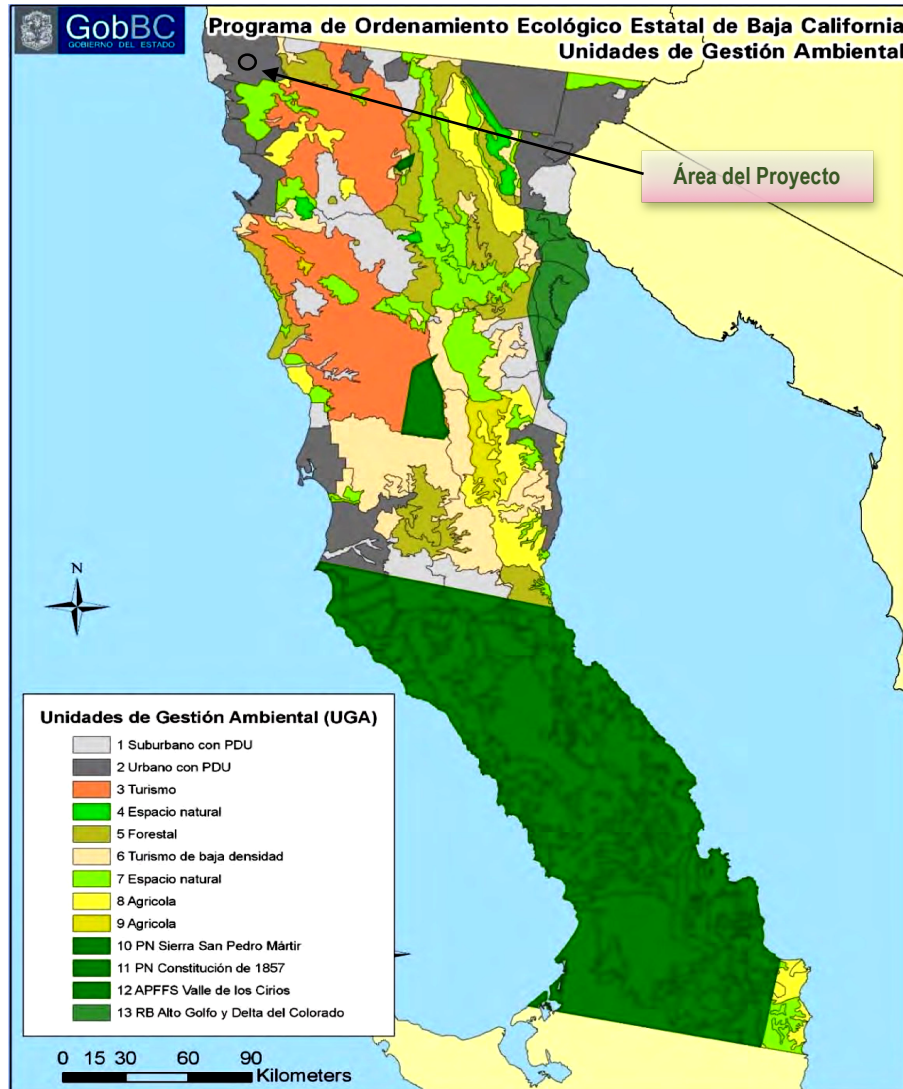 GobBC
GOBIERNO DEL ESTADO
Programa de Ordenamiento Ecológico Estatal de Baja California
Unidades de Gestión Ambiental
Área del Proyecto
N
Unidades de Gestión Ambiental (UGA)
1 Suburbano con PDU
2 Urbano con PDU
3 Turismo
4 Espacio natural
5 Forestal
6 Turismo de baja densidad
7 Espacio natural
8 Agricola
9 Agricola
10 PN Sierra San Pedro Mártir
11 PN Constitución de 1857
12 APFFS Valle de los Cirios
13 RB Alto Golfo y Delta del Colorado
0 15 30 60 90
Kilometers